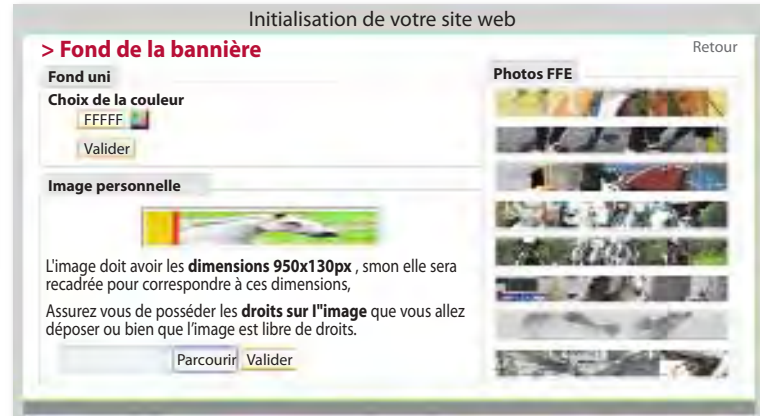 Initialisation de votre site web
> Fond de la bannière
Retour
Fond uni
Choix de la couleur
FFFFF
Valider
Image personnelle
L'image doit avoir les dimensions 950x130px , smon elle sera
recadrée pour correspondre à ces dimensions,
Assurez vous de posséder les droits sur l"image que vous allez
déposer ou bien que l'image est libre de droits.
Parcourir Valider
Photos FFE